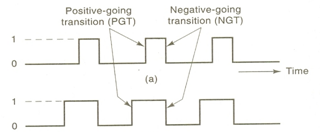 Positive-going transition (PGT)
Negative-going transition (NGT)
1
0
Time
(a)
1
0